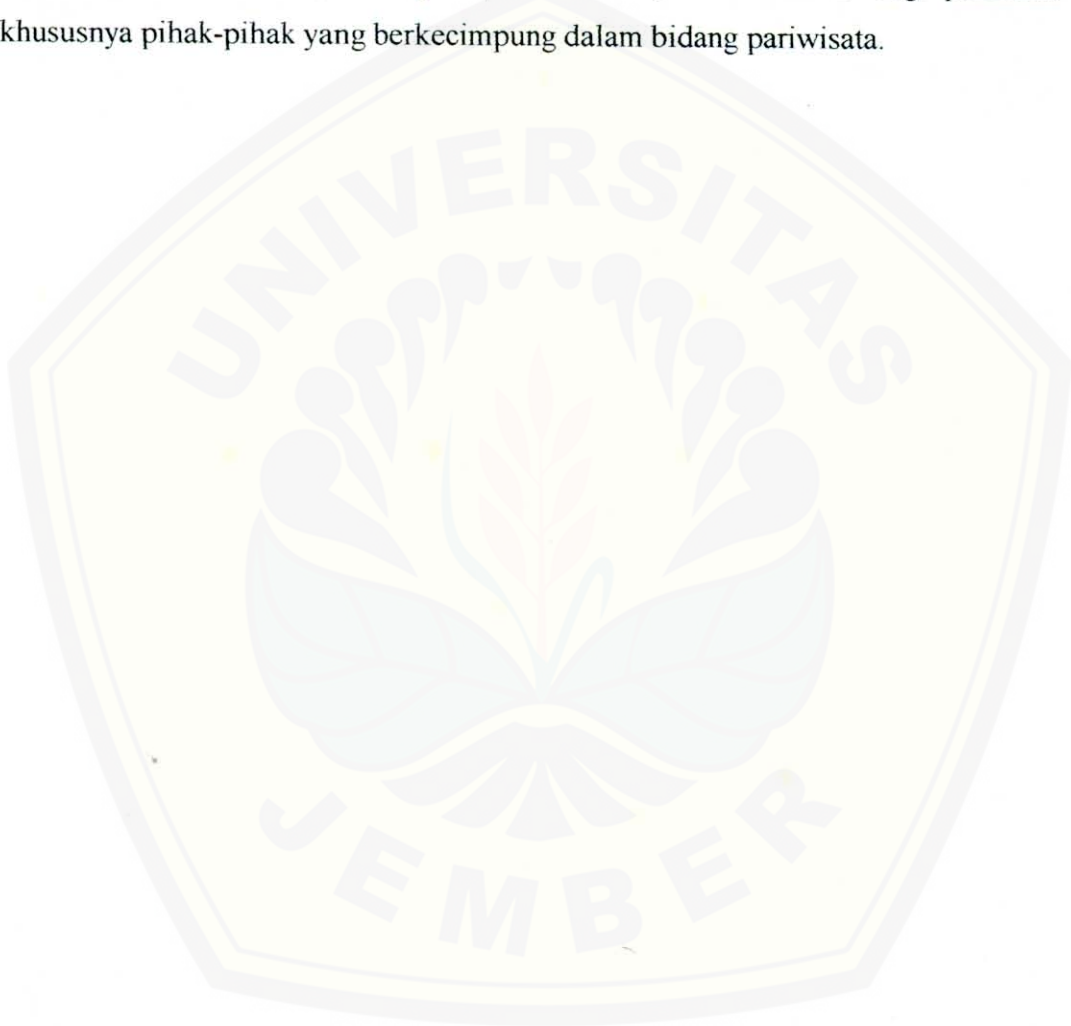 khususnya pihak-pihak yang berkecimpung dalam bidang pariwisata.
UNIVERSITAS
JEMBER